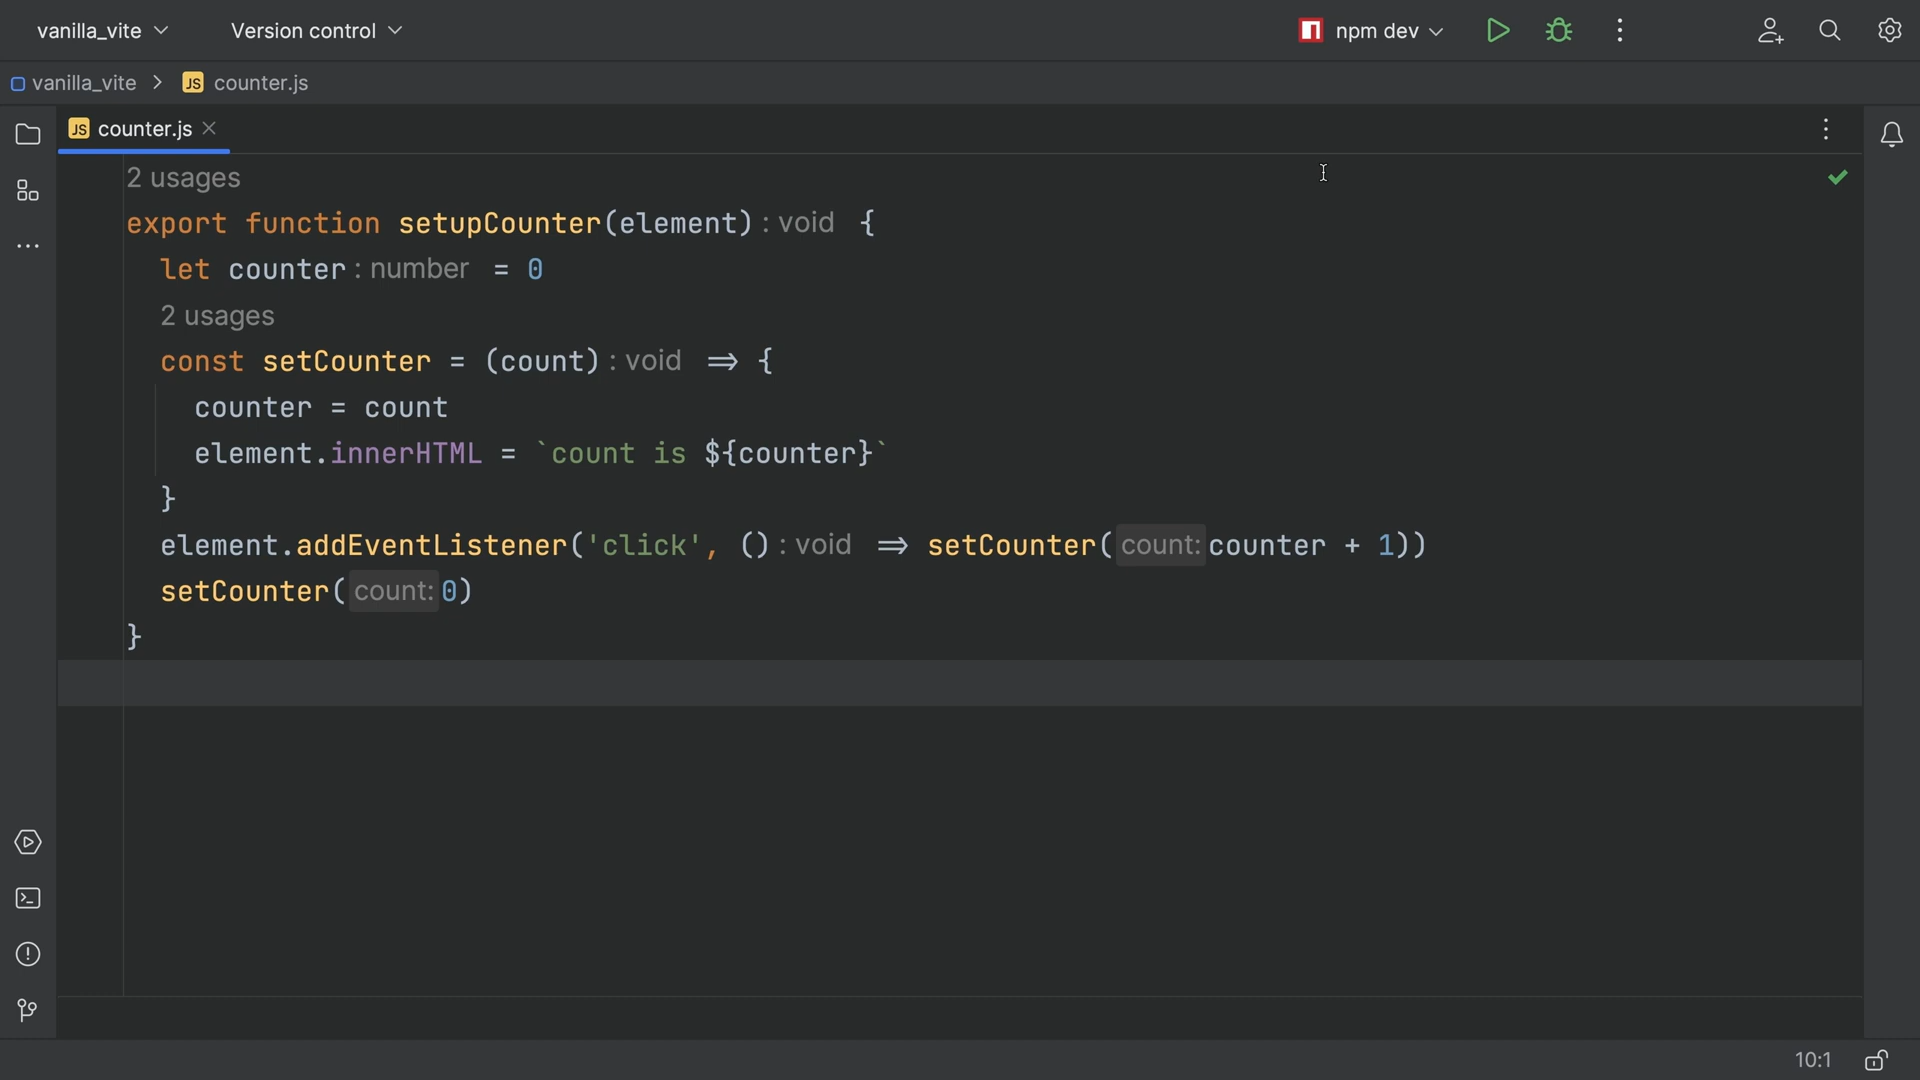 vanilla_vite
Version control
npm dev
vanilla_vite
JS counter.js
JS counter.js
2 usages
export function setupCounter(element) : void {
let counter : number = 0
2 usages
const setCounter = (count) : void => {
counter = count
element.innerHTML = `count is ${counter}`
}
element.addEventListener('click', () : void => setCounter( count: counter + 1))
setCounter( count: 0)
}
10:1